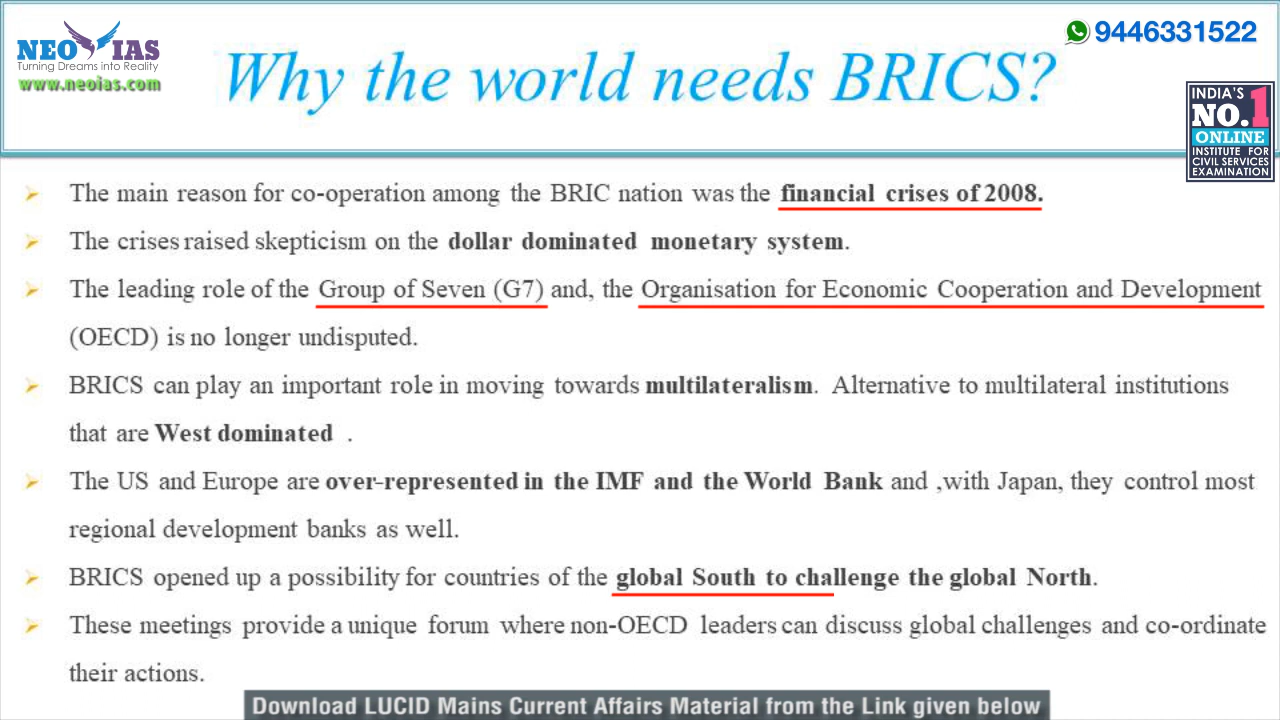 NEO IAS
Turning Dreams into Reality
www.neoias.com
9446331522
Why the world needs BRICS?
INDIA'S
NO.1
ONLINE
INSTITUTE FOR
CIVIL SERVICES
EXAMINATION
The main reason for co-operation among the BRIC nation was the financial crises of 2008.
The crises raised skepticism on the dollar dominated monetary system.
The leading role of the Group of Seven (G7) and, the Organisation for Economic Cooperation and Development
(OECD) is no longer undisputed.
BRICS can play an important role in moving towards multilateralism. Alternative to multilateral institutions
that are West dominated .
The US and Europe are over-represented in the IMF and the World Bank and ,with Japan, they control most
regional development banks as well.
BRICS opened up a possibility for countries of the global South to challenge the global North.
These meetings provide a unique forum where non-OECD leaders can discuss global challenges and co-ordinate
their actions.
Download LUCID Mains Current Affairs Material from the Link given below